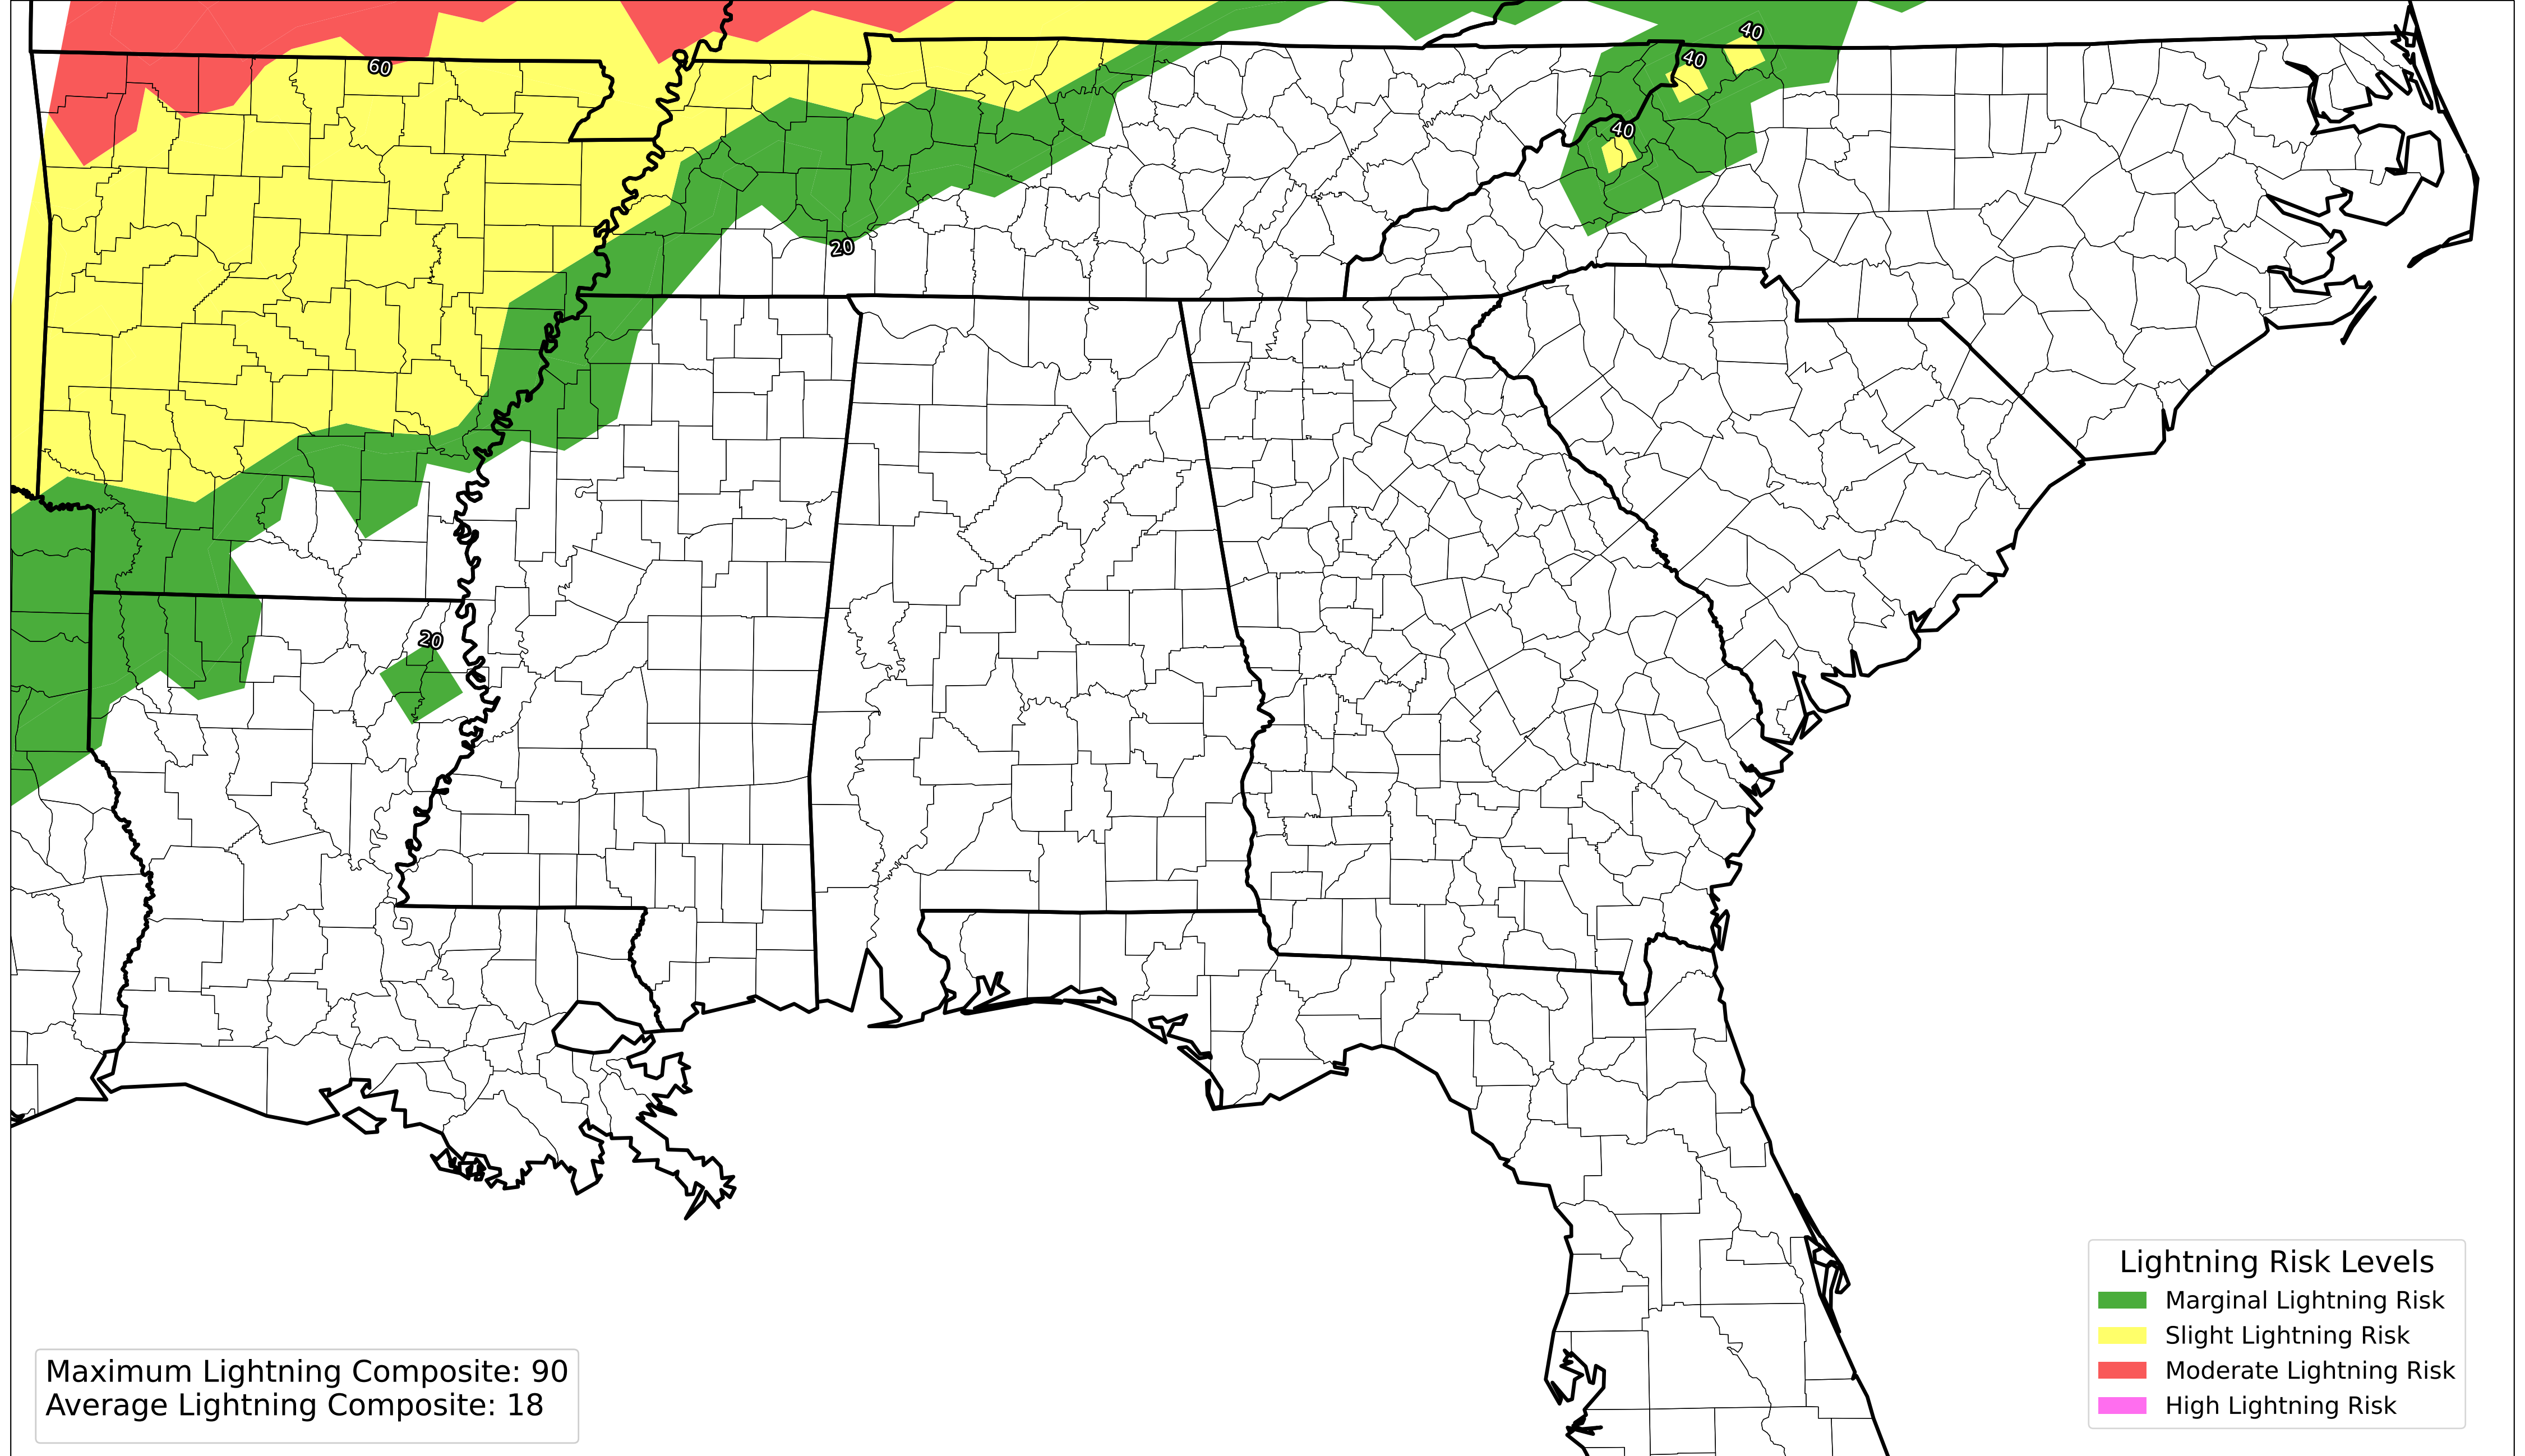 40
40
60
40
20
20
Lightning Risk Levels
Marginal Lightning Risk
Slight Lightning Risk
Moderate Lightning Risk
High Lightning Risk
Maximum Lightning Composite: 90
Average Lightning Composite: 18